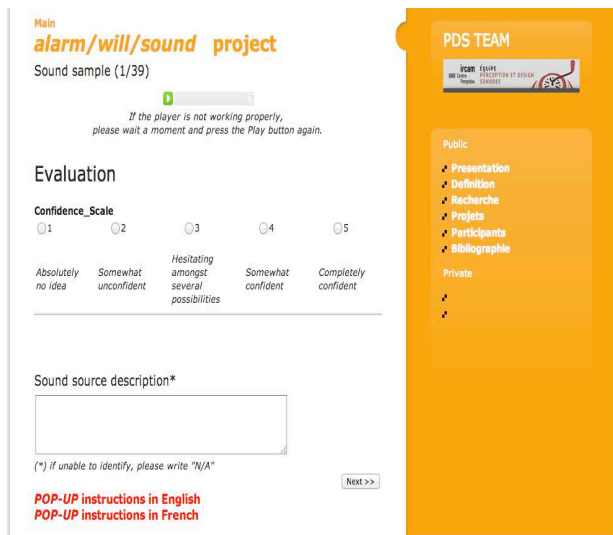 Main
alarm/will/sound project
Sound sample (1/39)
If the player is not working properly,
please wait a moment and press the Play button again.
Evaluation
Confidence_Scale
1 2 3 4 5
Absolutely no idea
Somewhat unconfident
Hesitating amongst several possibilities
Somewhat confident
Completely confident
Sound source description*
(*) if unable to identify, please write "N/A"
Next >>
POP-UP instructions in English
POP-UP instructions in French
PDS TEAM
ircam
Centre
Pompidou
ÉQUIPE
PERCEPTION ET DESIGN
SONORES
Public
Presentation
Definition
Recherche
Projets
Participants
Bibliographie
Private